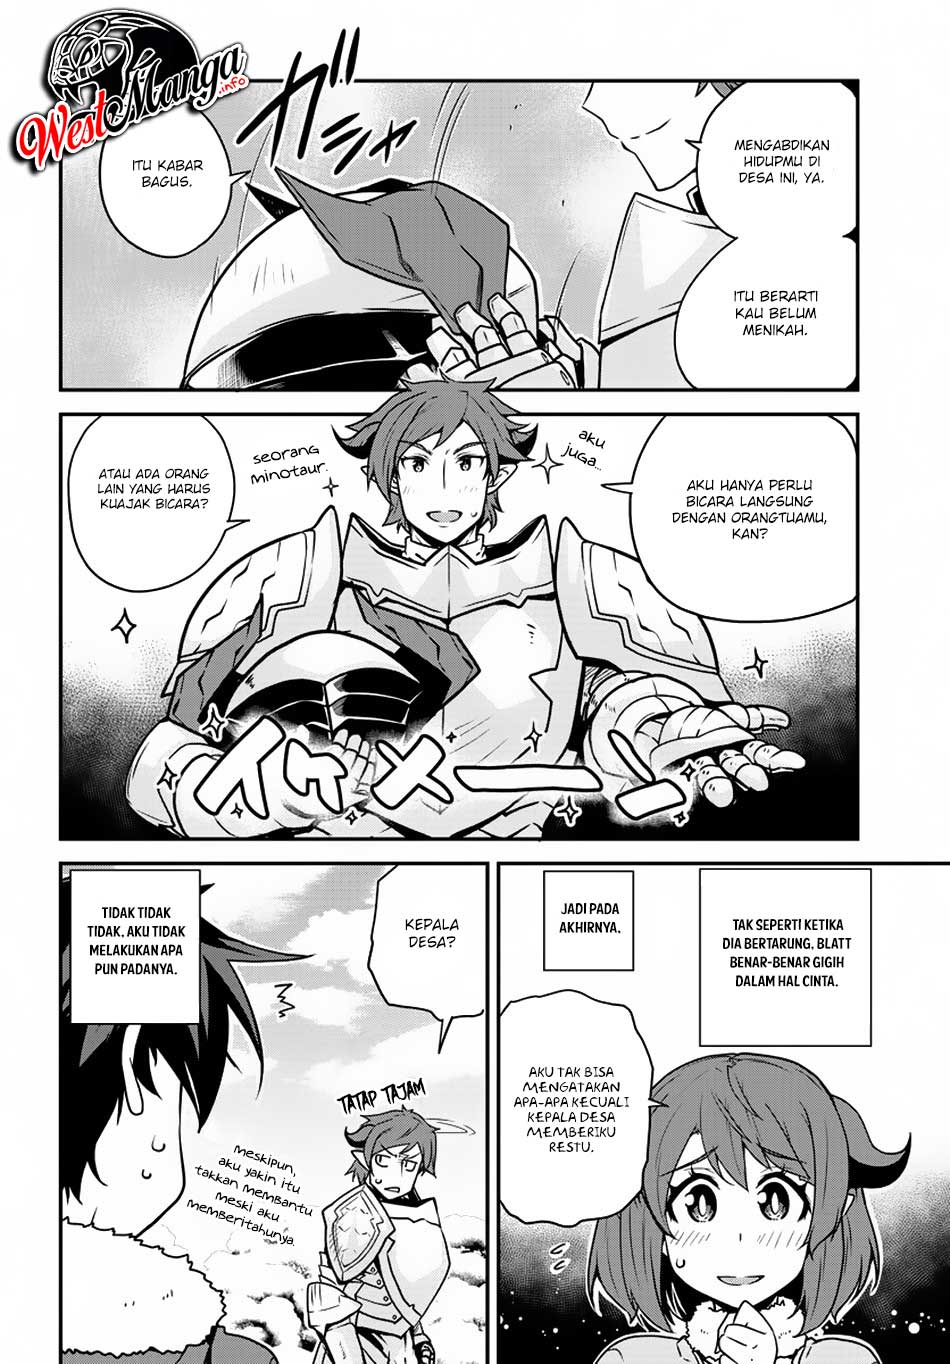 WestManga
.info
ガシャッ
MENGABDIKAN
HIDUPMU DI
DESA INI, YA.
ITU BERARTI
KAU BELUM
MENIKAH.
ITU KABAR
BAGUS.
AKU HANYA PERLU
BICARA LANGSUNG
DENGAN ORANGTUAMU,
KAN?
aku
juga...
seorang
minotaur.
ATAU ADA ORANG
LAIN YANG HARUS
KUAJAK BICARA?
イケメーン!
TAK SEPERTI KETIKA
DIA BERTARUNG, BLATT
BENAR-BENAR GIGIH
DALAM HAL CINTA.
JADI PADA
AKHIRNYA,
AKU TAK BISA
MENGATAKAN
APA-APA KECUALI
KEPALA DESA
MEMBERIKU
RESTU.
KEPALA
DESA?
TIDAK TIDAK
TIDAK, AKU TIDAK
MELAKUKAN APA
PUN PADANYA.
TATAP TAJAM
meskipun,
aku yakin itu
takkan membantu
meski aku
memberitahunya.